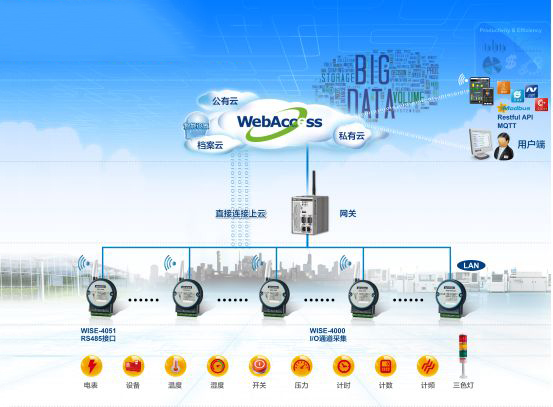 Productivity & Efficiency
STORAGE
BIG
DATA
VOLUME
公有云
WebAccess
私有云
档案云
Modbus
Restful API
MQTT
用户端
直接连接上云
网关
LAN
WISE-4051
RS485接口
WISE-4000
I/O通道采集
电表
设备
温度
湿度
开关
压力
计时
计数
计频
三色灯